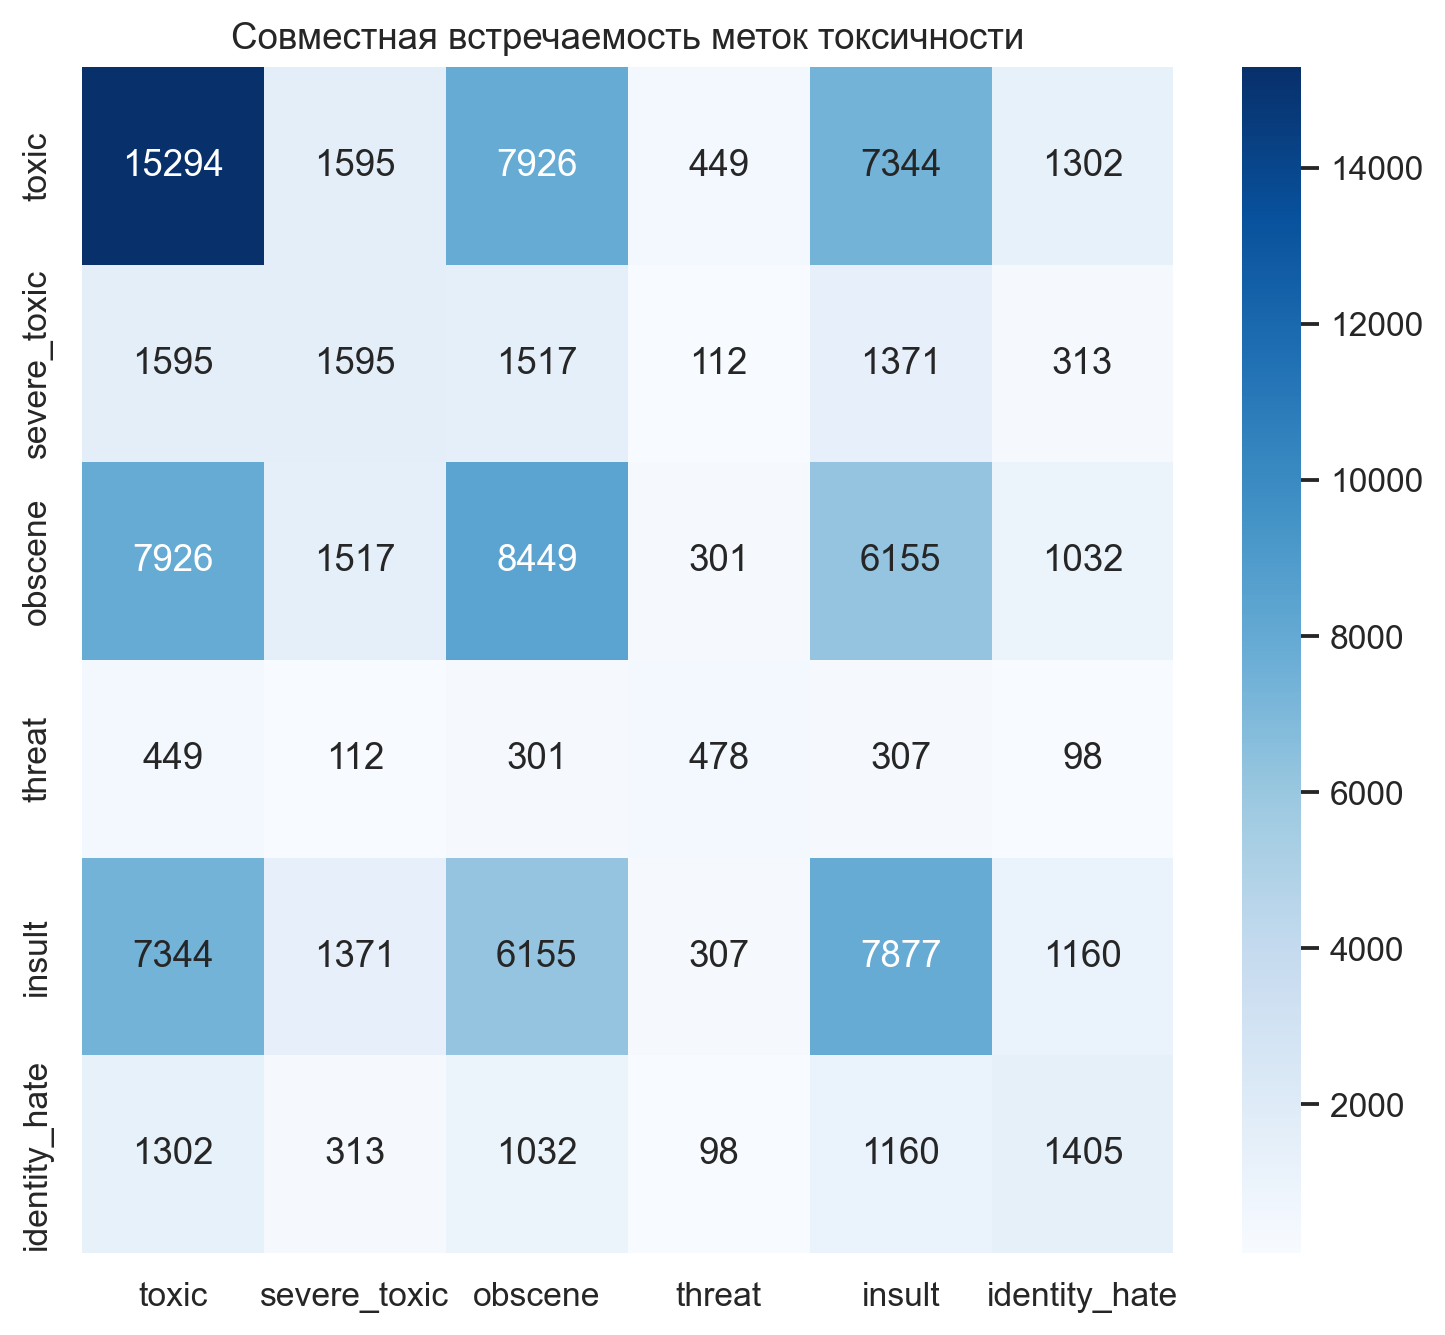 Совместная встречаемость меток токсичности
toxic 15294 1595 7926 449 7344 1302
severe_toxic 1595 1595 1517 112 1371 313
obscene 7926 1517 8449 301 6155 1032
threat 449 112 301 478 307 98
insult 7344 1371 6155 307 7877 1160
identity_hate 1302 313 1032 98 1160 1405
toxic severe_toxic obscene threat insult identity_hate
14000
12000
10000
8000
6000
4000
2000